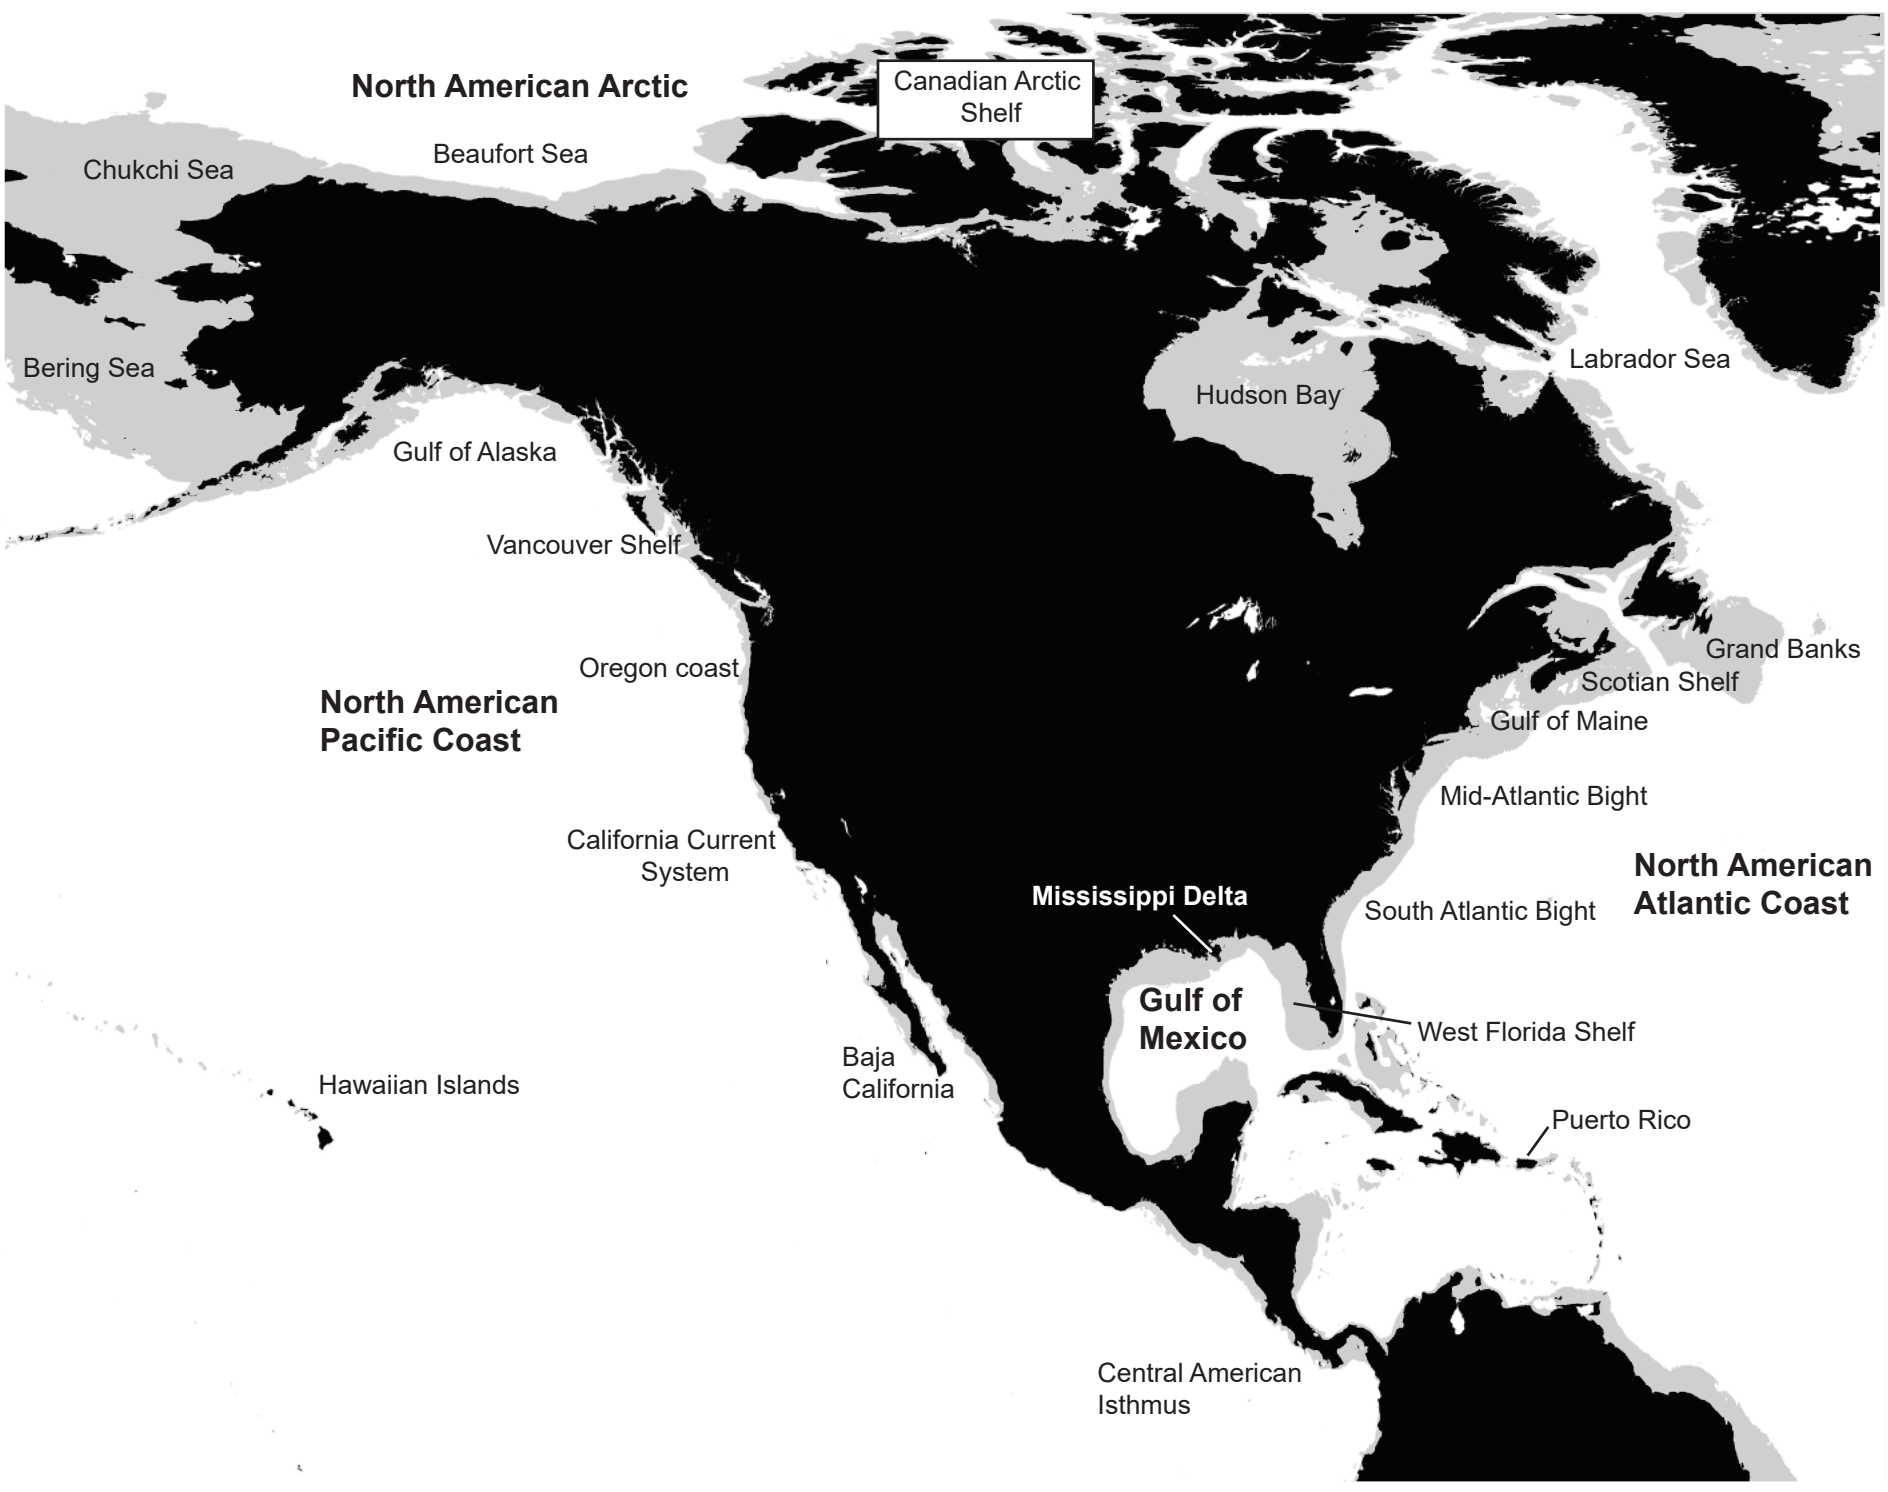 Canadian Arctic
Shelf
North American Arctic
Beaufort Sea
Chukchi Sea
Bering Sea
Labrador Sea
Hudson Bay
Gulf of Alaska
Vancouver Shelf
Grand Banks
Oregon coast
Scotian Shelf
North American
Pacific Coast
Gulf of Maine
Mid-Atlantic Bight
California Current
System
North American
Atlantic Coast
Mississippi Delta
South Atlantic Bight
Gulf of
Mexico
West Florida Shelf
Baja
California
Hawaiian Islands
Puerto Rico
Central American
Isthmus